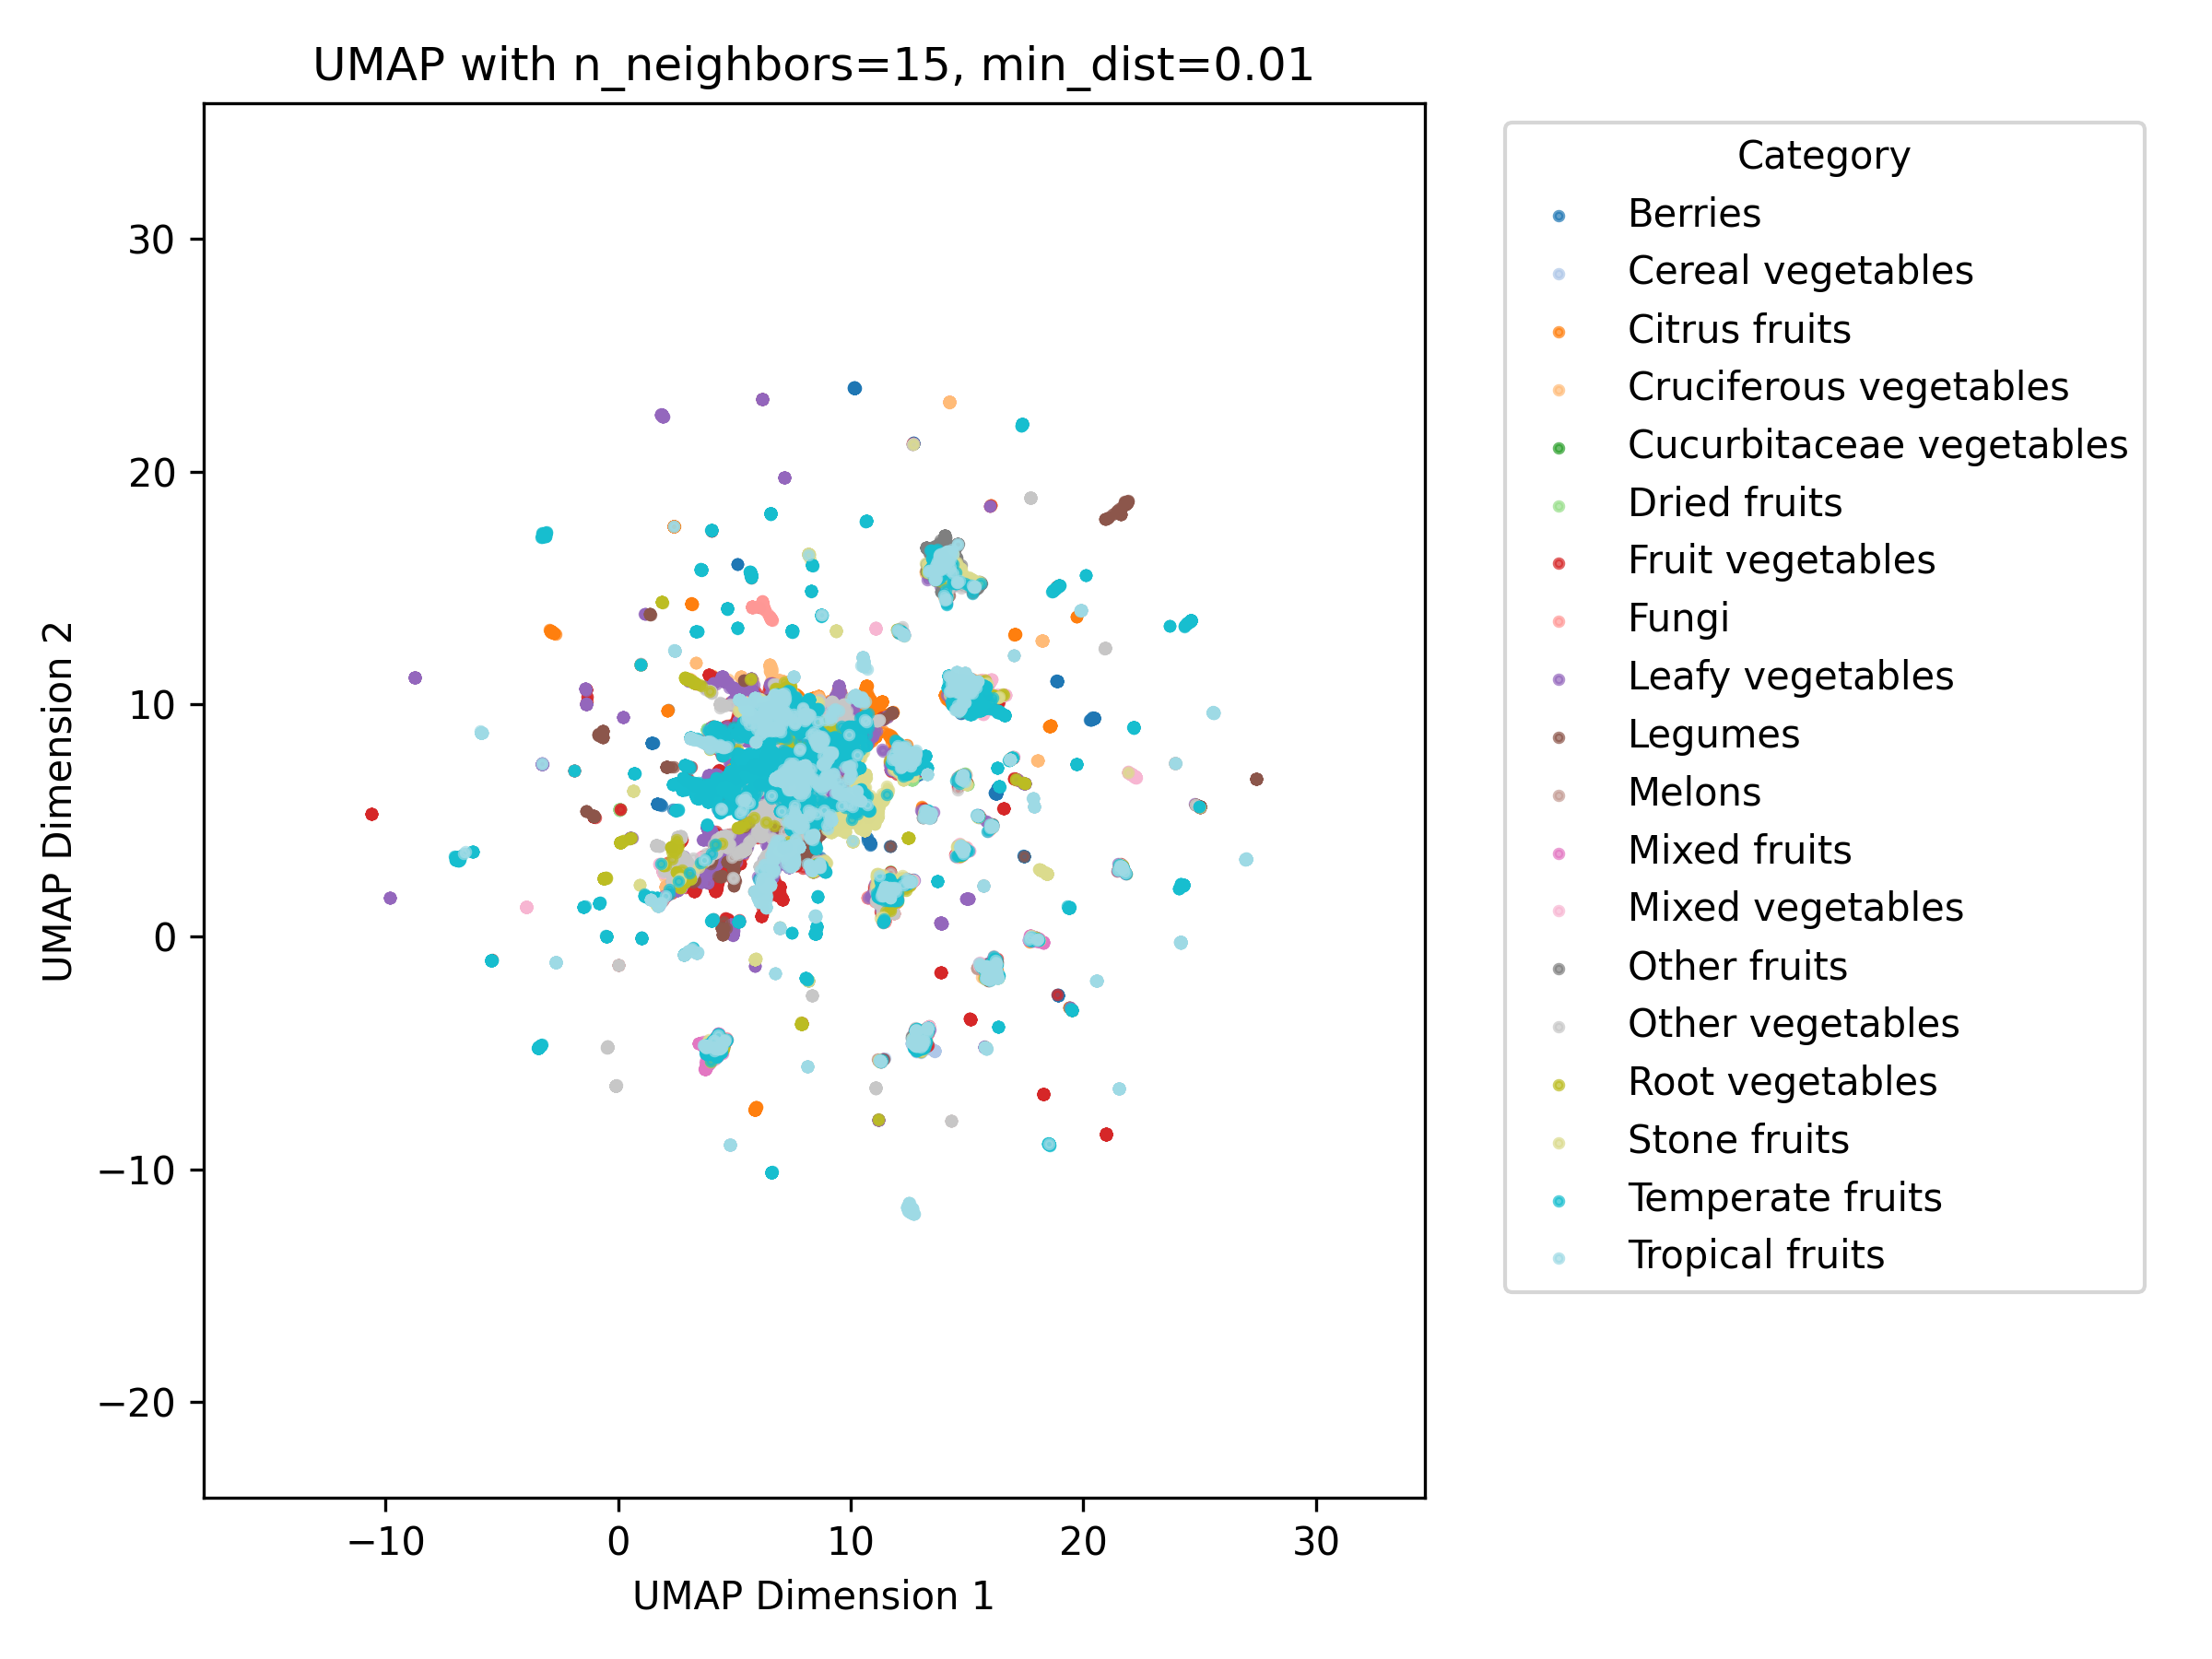 UMAP with n_neighbors=15, min_dist=0.01
Category
Berries
Cereal vegetables
Citrus fruits
Cruciferous vegetables
Cucurbitaceae vegetables
Dried fruits
Fruit vegetables
Fungi
Leafy vegetables
Legumes
Melons
Mixed fruits
Mixed vegetables
Other fruits
Other vegetables
Root vegetables
Stone fruits
Temperate fruits
Tropical fruits
UMAP Dimension 2
30
20
10
0
−10
−20
−10 0 10 20 30
UMAP Dimension 1